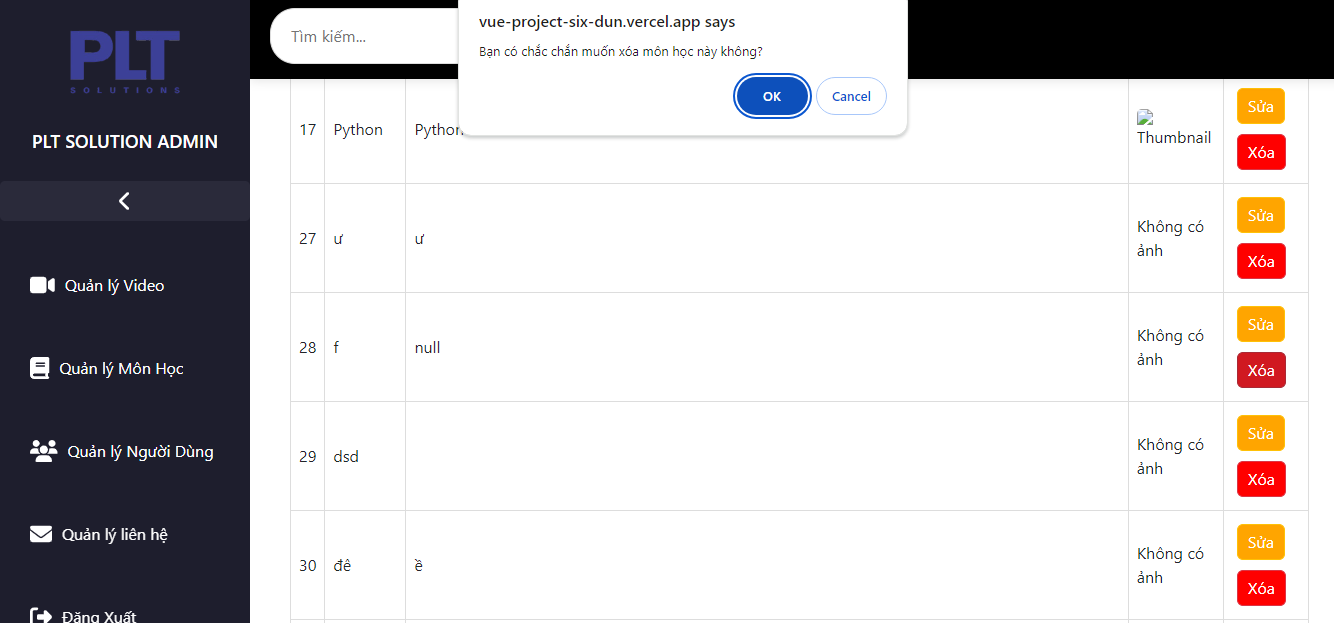 PLT
SOLUTIONS
PLT SOLUTION ADMIN
Quản lý Video
Quản lý Môn Học
Quản lý Người Dùng
Quản lý liên hệ
Đăng Xuất
Tìm kiếm...
vue-project-six-dun.vercel.app says
Bạn có chắc chắn muốn xóa môn học này không?
OK Cancel
17 Python Python Thumbnail Sửa
Xóa
27 ư ư Không có ảnh Sửa
Xóa
28 f null Không có ảnh Sửa
Xóa
29 dsd Không có ảnh Sửa
Xóa
30 đê ề Không có ảnh Sửa
Xóa